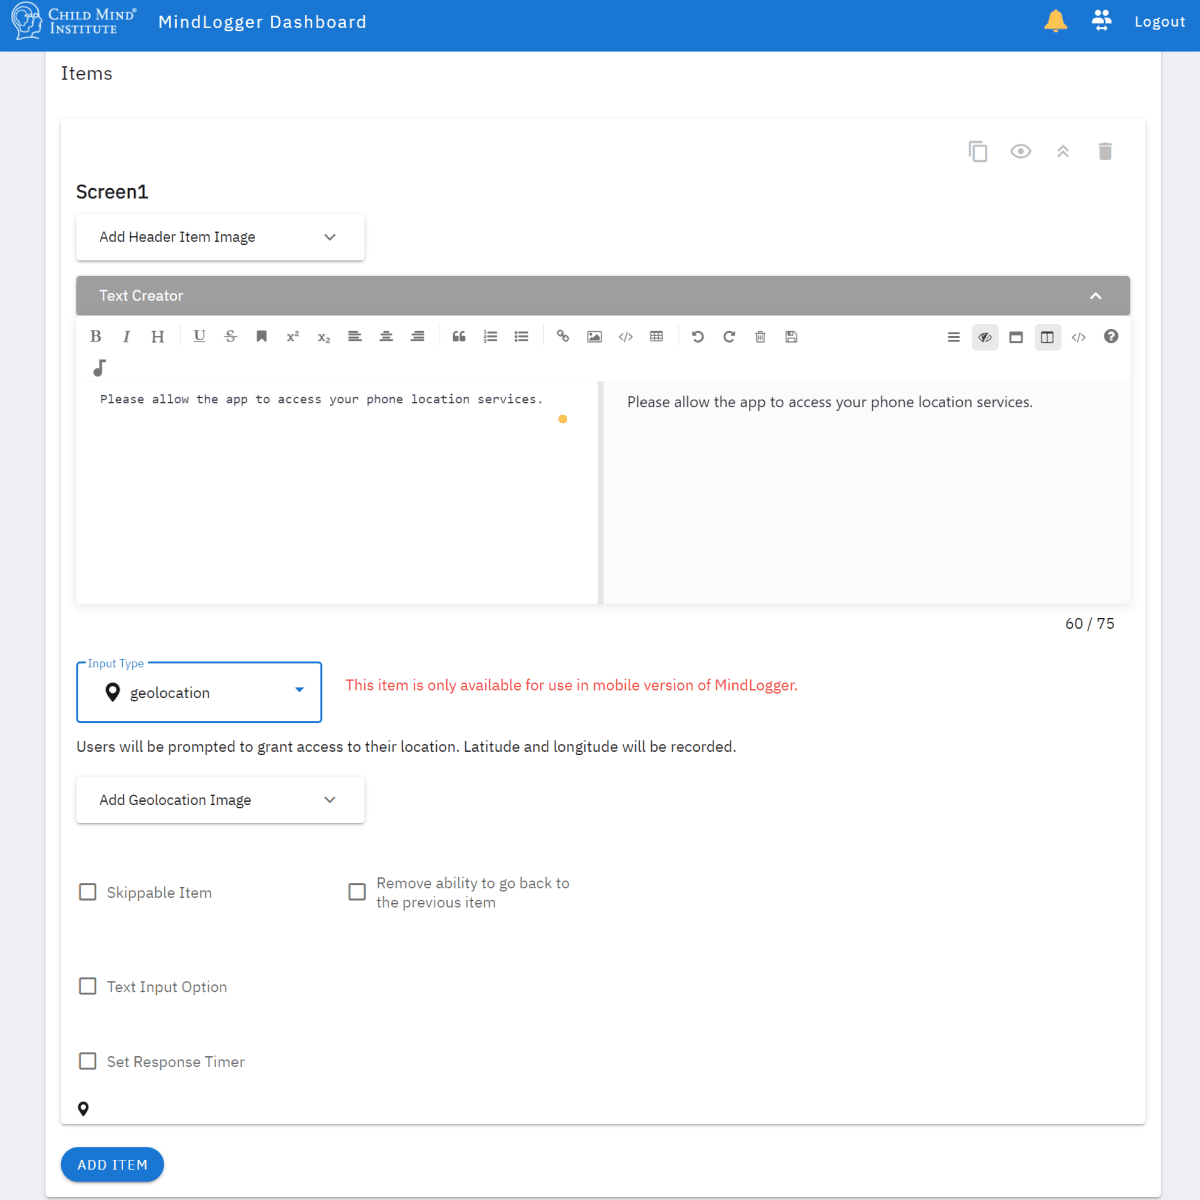 CHILD MIND®
INSTITUTE
MindLogger Dashboard
Logout
Items
Screen1
Add Header Item Image
Text Creator
B I H U S x² x₂
Please allow the app to access your phone location services.
Please allow the app to access your phone location services.
60 / 75
Input Type
geolocation
This item is only available for use in mobile version of MindLogger.
Users will be prompted to grant access to their location. Latitude and longitude will be recorded.
Add Geolocation Image
Skippable Item
Remove ability to go back to
the previous item
Text Input Option
Set Response Timer
ADD ITEM